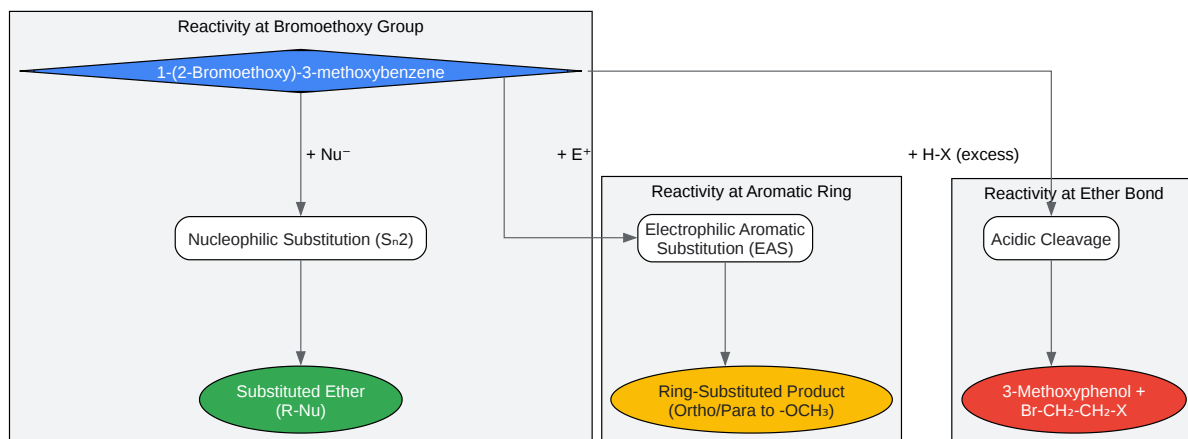 Reactivity at Bromoethoxy Group
1-(2-Bromoethoxy)-3-methoxybenzene
+ Nu⁻
+ E⁺
+ H-X (excess)
Reactivity at Aromatic Ring
Reactivity at Ether Bond
Nucleophilic Substitution (Sₙ2)
Electrophilic Aromatic
Substitution (EAS)
Acidic Cleavage
Substituted Ether
(R-Nu)
Ring-Substituted Product
(Ortho/Para to -OCH₃)
3-Methoxyphenol +
Br-CH₂-CH₂-X